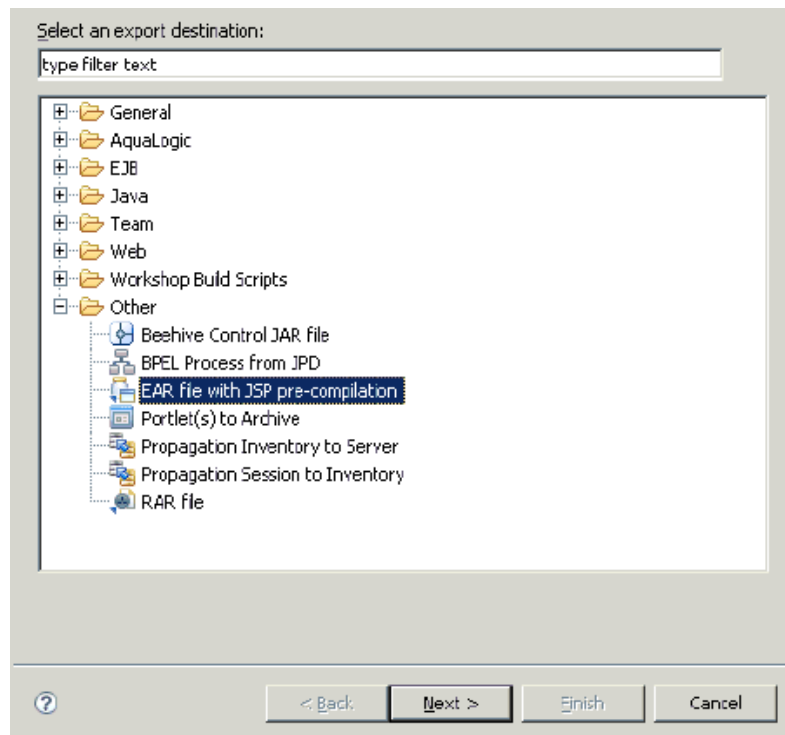 Select an export destination:
type filter text
General
AquaLogic
EJB
Java
Team
Web
Workshop Build Scripts
Other
Beehive Control JAR file
BPEL Process from JPD
EAR file with JSP pre-compilation
Portlet(s) to Archive
Propagation Inventory to Server
Propagation Session to Inventory
RAR file
? < Back Next > Finish Cancel